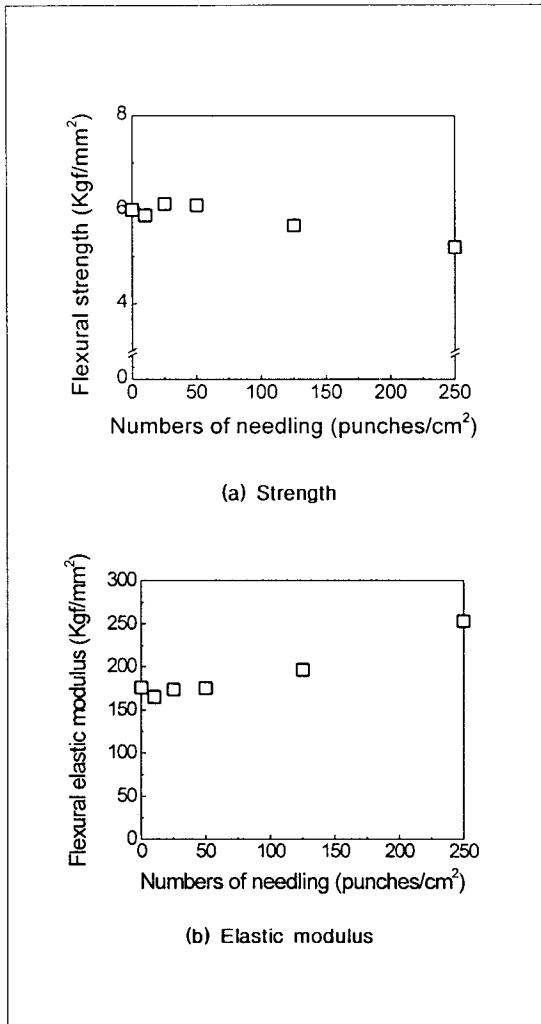 8
6
4
0
Flexural strength (Kgf/mm²)
0 50 100 150 200 250
Numbers of needling (punches/cm²)
(a) Strength
300
250
200
150
100
50
0
Flexural elastic modulus (Kgf/mm²)
0 50 100 150 200 250
Numbers of needling (punches/cm²)
(b) Elastic modulus